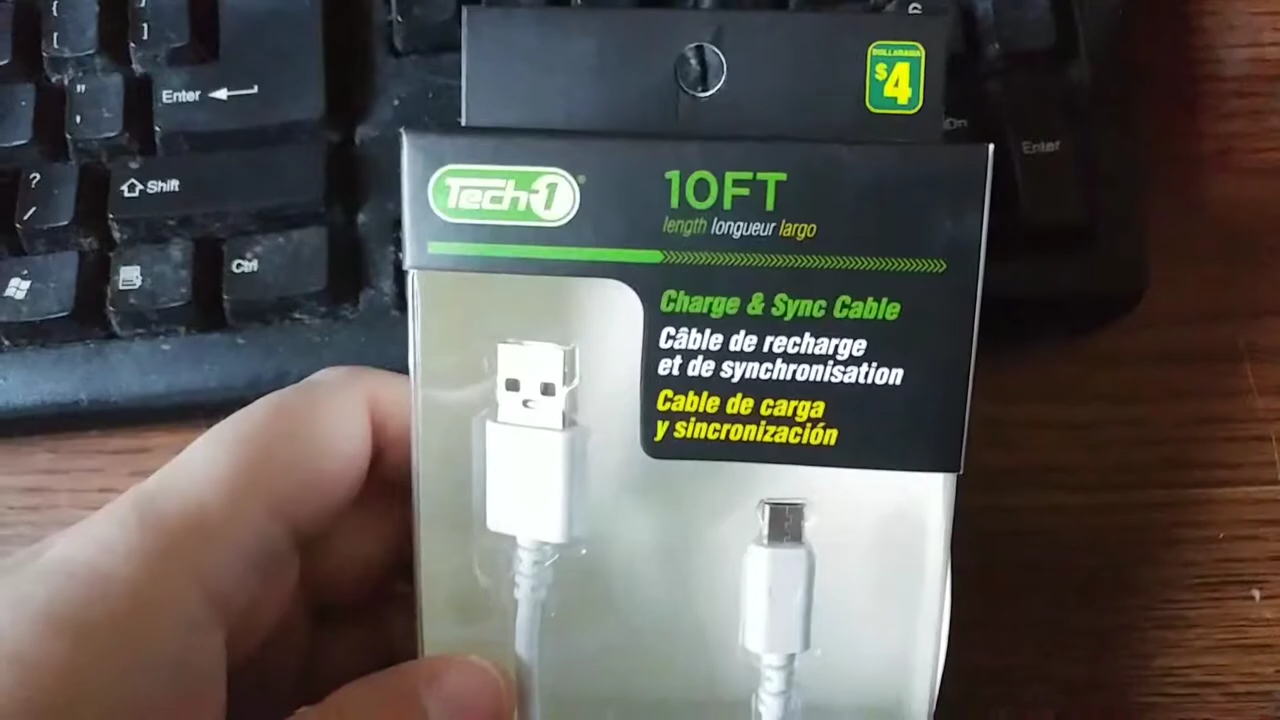 {
[
}
]
"
'
Enter
?
/
Shift
Ctrl
Enter
DOLLARAMA
$4
Tech-1®
10FT
length longueur largo
Charge & Sync Cable
Câble de recharge
et de synchronisation
Cable de carga
y sincronización